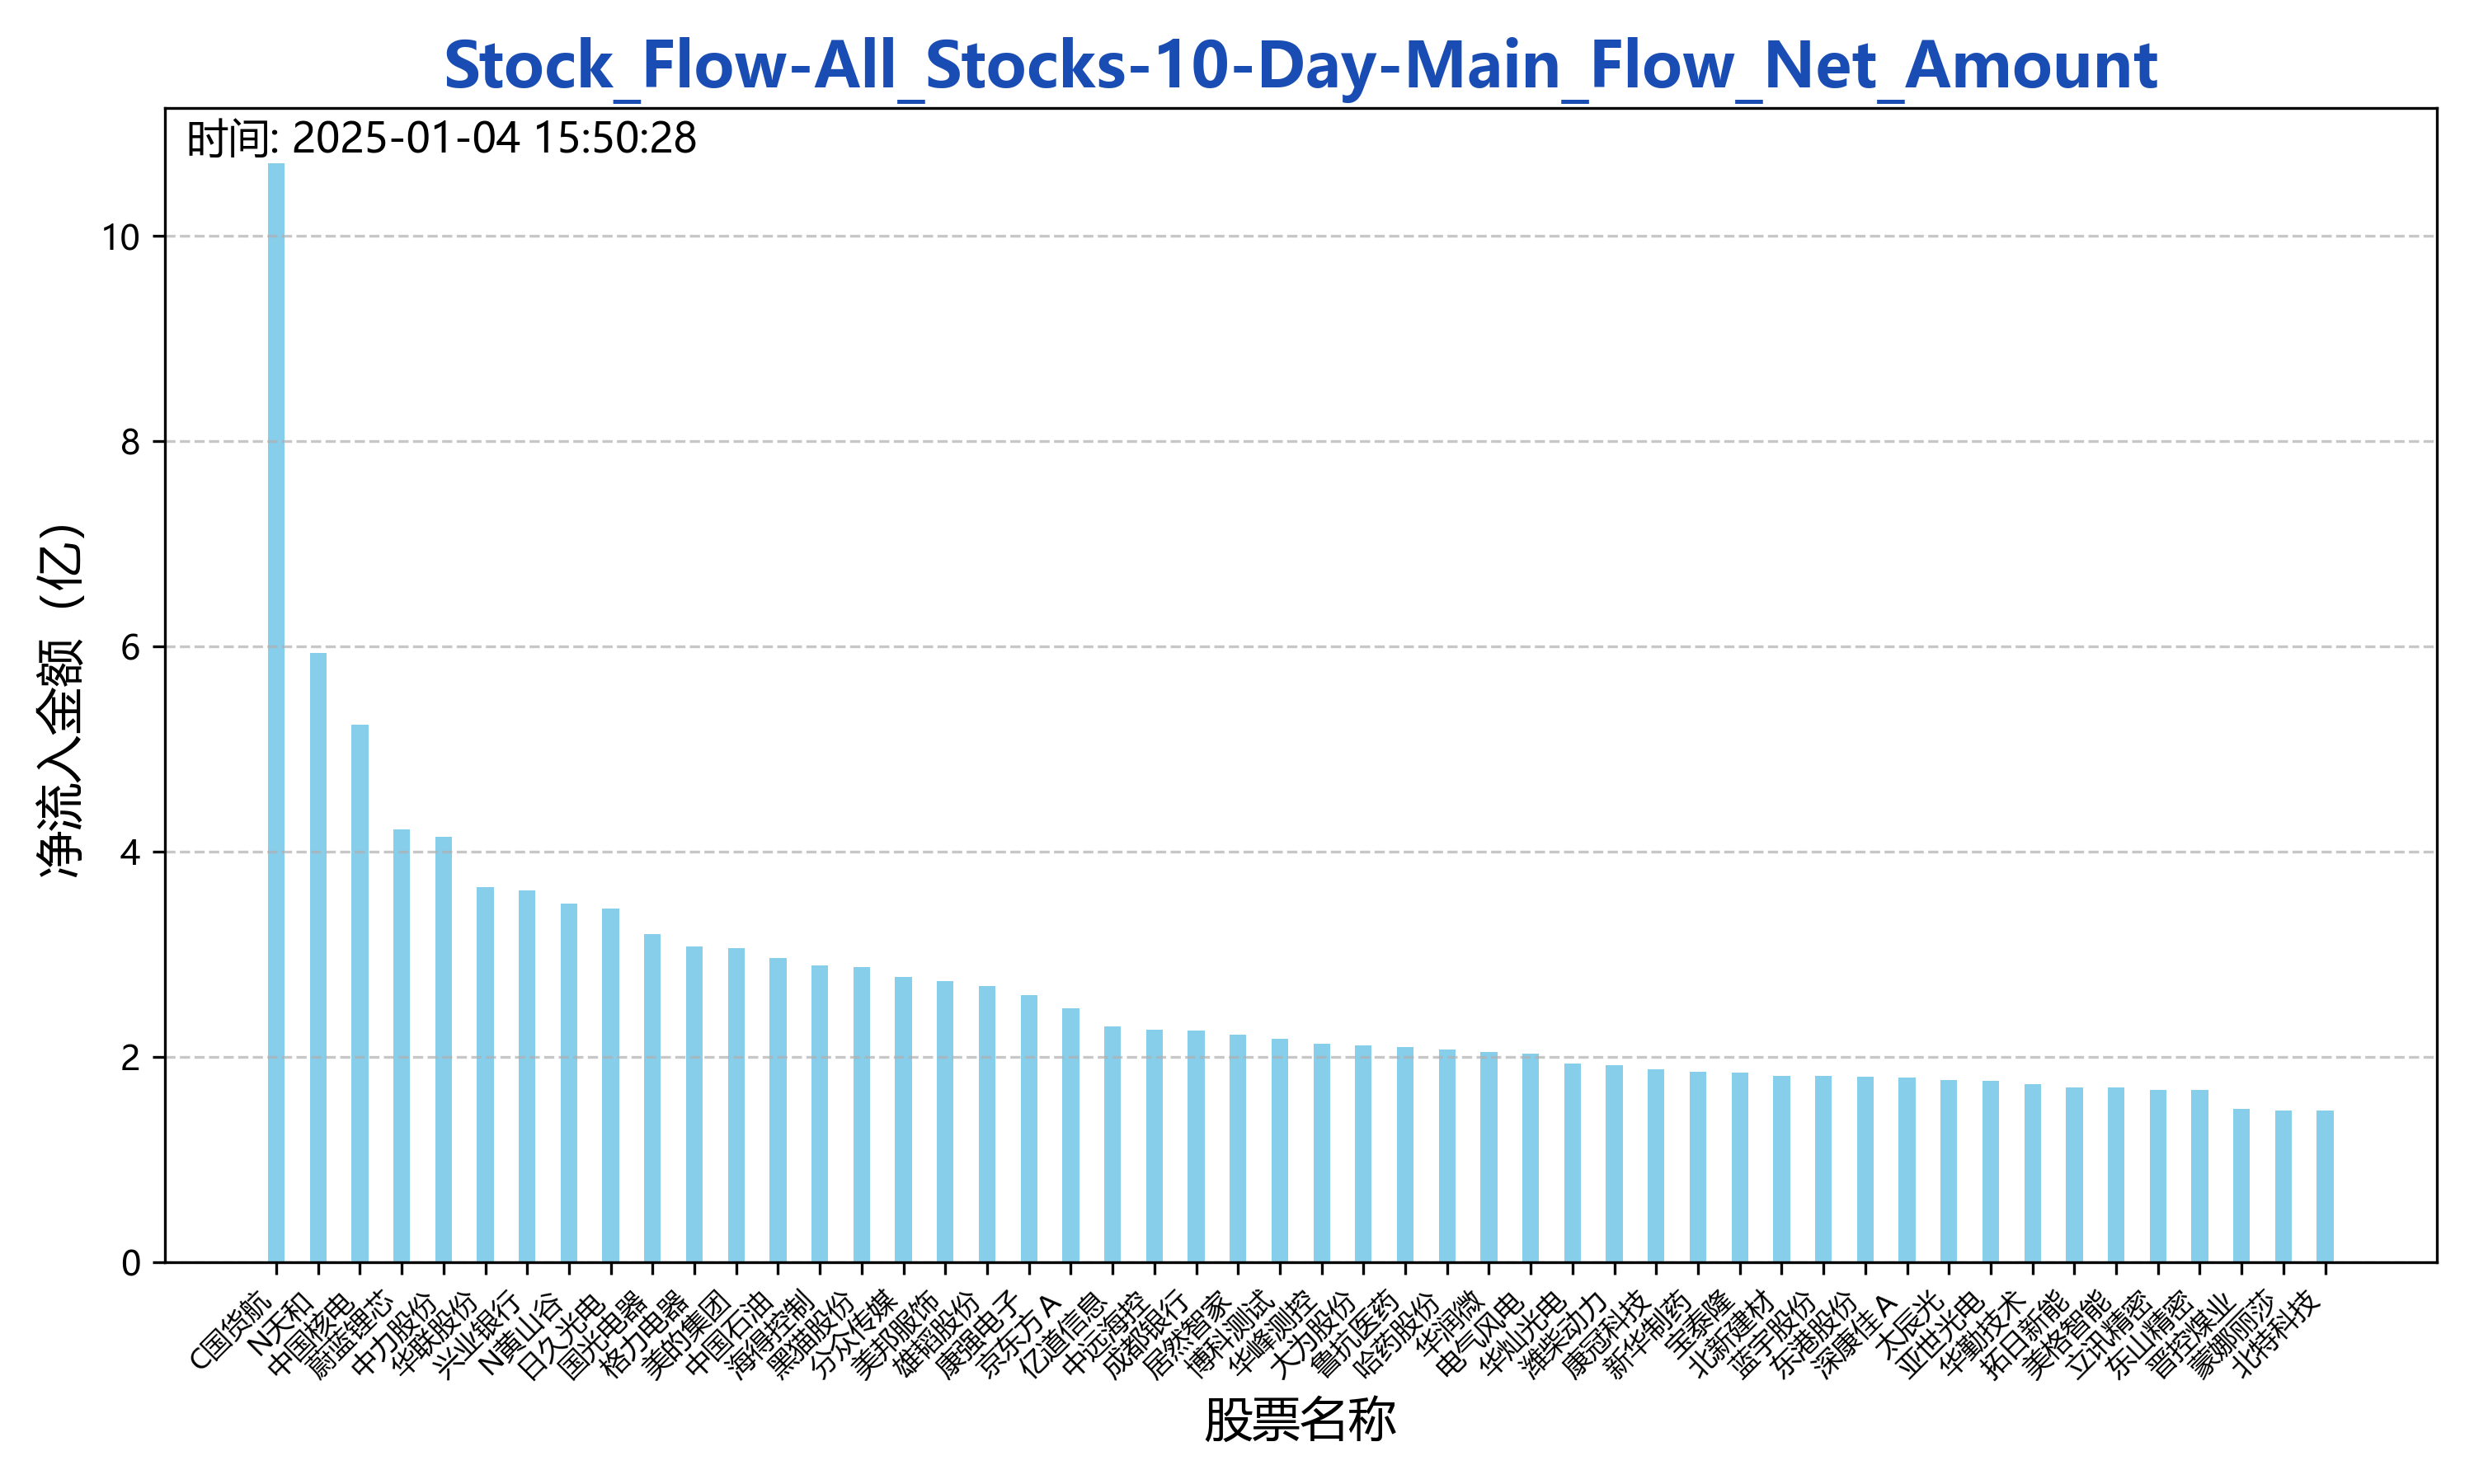 Stock_Flow-All_Stocks-10-Day-Main_Flow_Net_Amount
时间: 2025-01-04 15:50:28
净流入金额（亿）
10
8
6
4
2
0
C国货航
N天和
中国核电
蔚蓝锂芯
中力股份
华联股份
兴业银行
N黄山谷
日久光电
国光电器
格力电器
美的集团
中国石油
海得控制
黑猫股份
分众传媒
美邦服饰
雄韬股份
康强电子
京东方A
亿道信息
中远海控
成都银行
居然智家
博科测试
华峰测控
大为股份
鲁抗医药
哈药股份
华润微
电气风电
华灿光电
潍柴动力
康冠科技
新华制药
宝泰隆
北新建材
蓝宇股份
东港股份
深康佳A
太辰光
亚世光电
华勤技术
拓日新能
美格智能
立讯精密
东山精密
晋控煤业
蒙娜丽莎
北特科技
股票名称